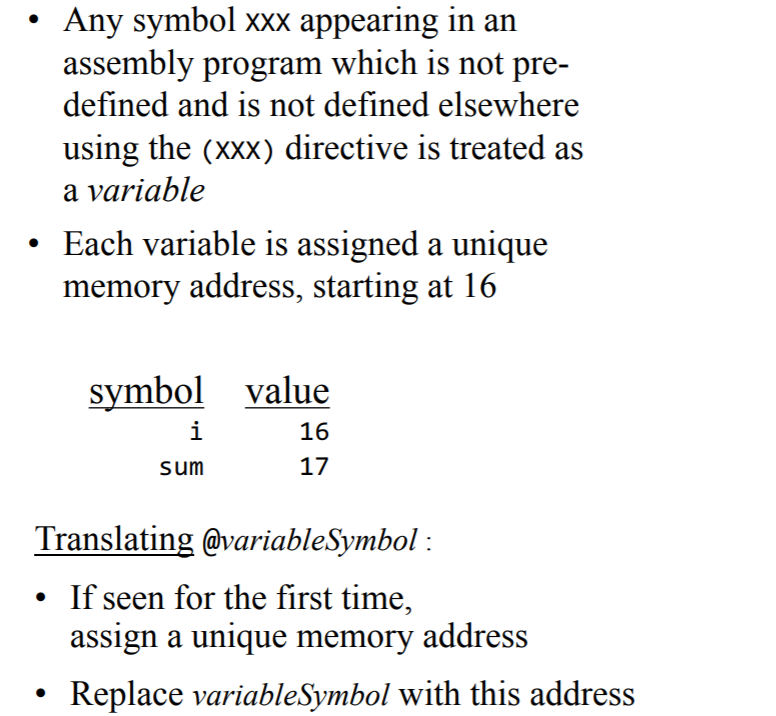 • Any symbol xxx appearing in an
assembly program which is not pre-
defined and is not defined elsewhere
using the (xxx) directive is treated as
a variable
• Each variable is assigned a unique
memory address, starting at 16
symbol value
i 16
sum 17
Translating @variableSymbol :
• If seen for the first time,
assign a unique memory address
• Replace variableSymbol with this address